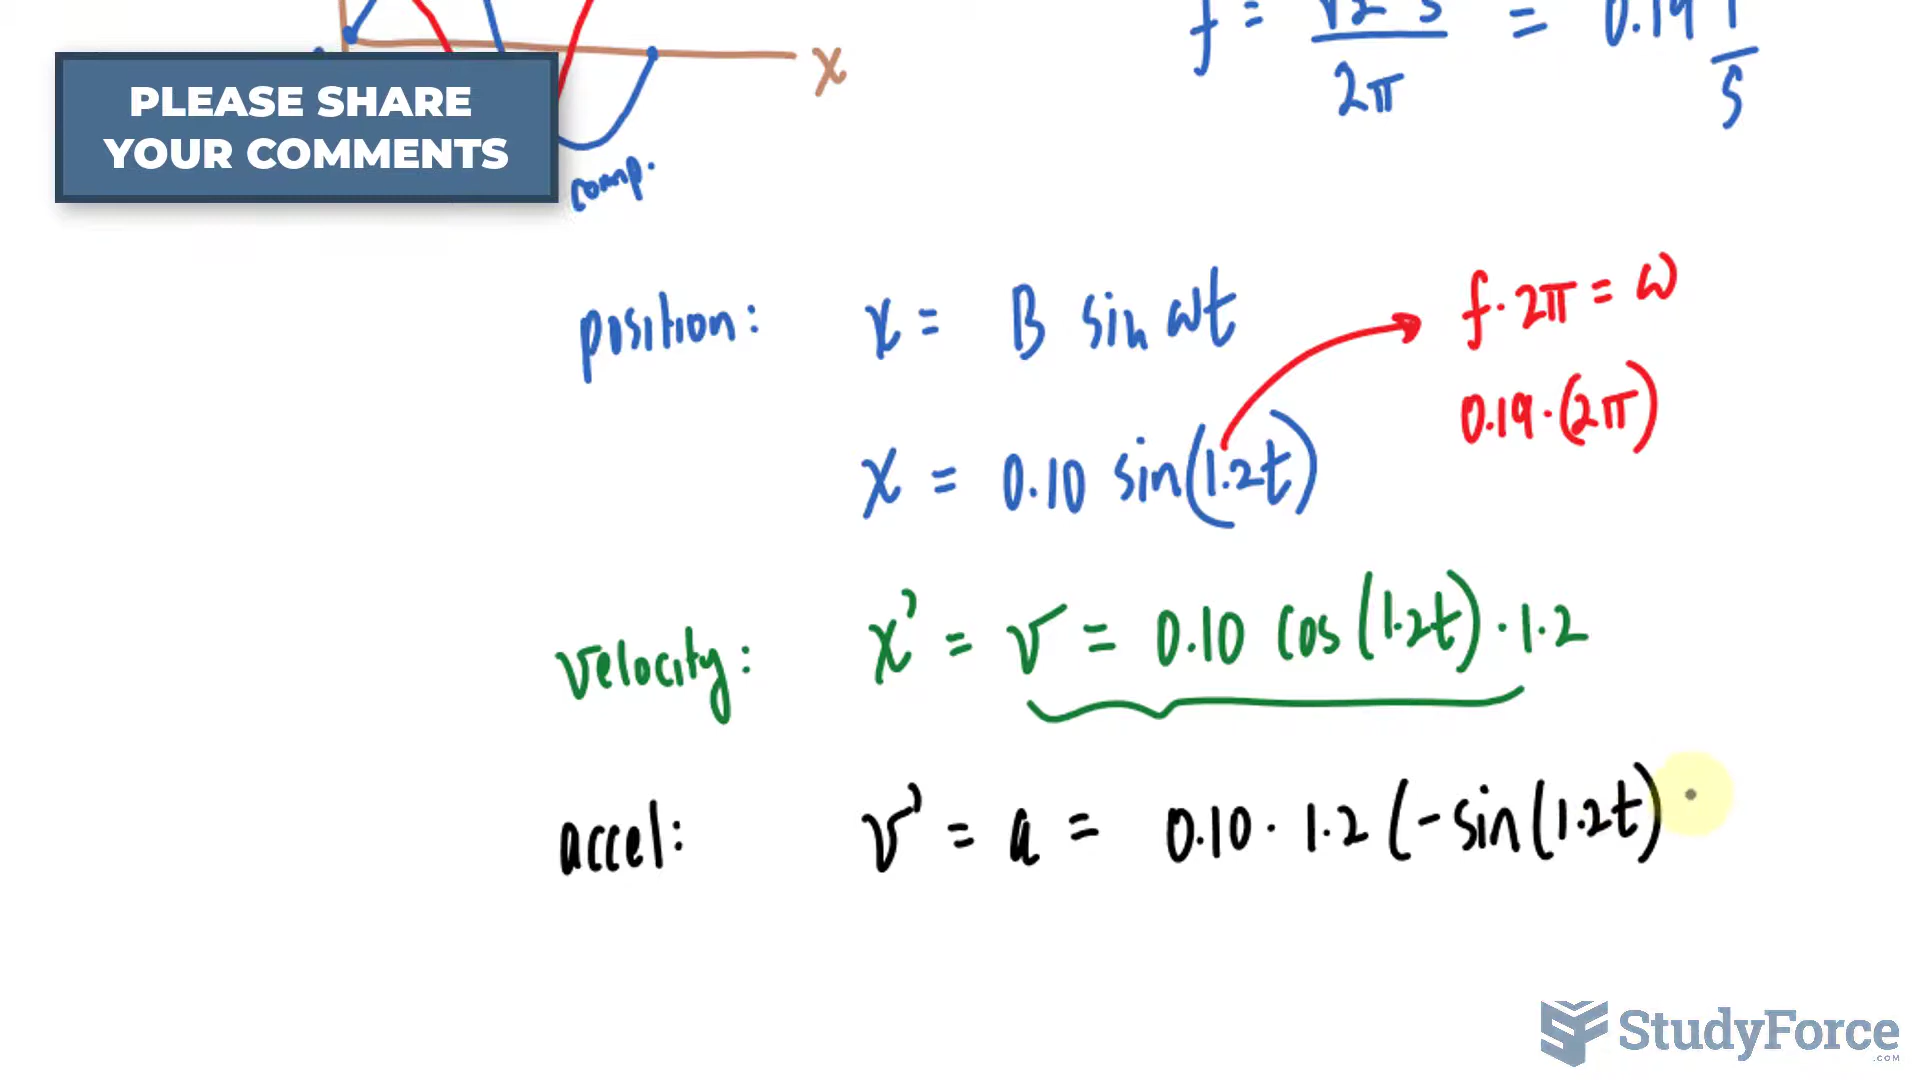 f = √2 s / 2π = 0.19 1/s
x
PLEASE SHARE
YOUR COMMENTS
comp.
position: x = B sin ωt
f · 2π = ω
0.19 · (2π)
x = 0.10 sin(1.2t)
velocity: x' = v = 0.10 cos(1.2t) · 1.2
accel: v' = a = 0.10 · 1.2 (-sin(1.2t)
StudyForce
.COM